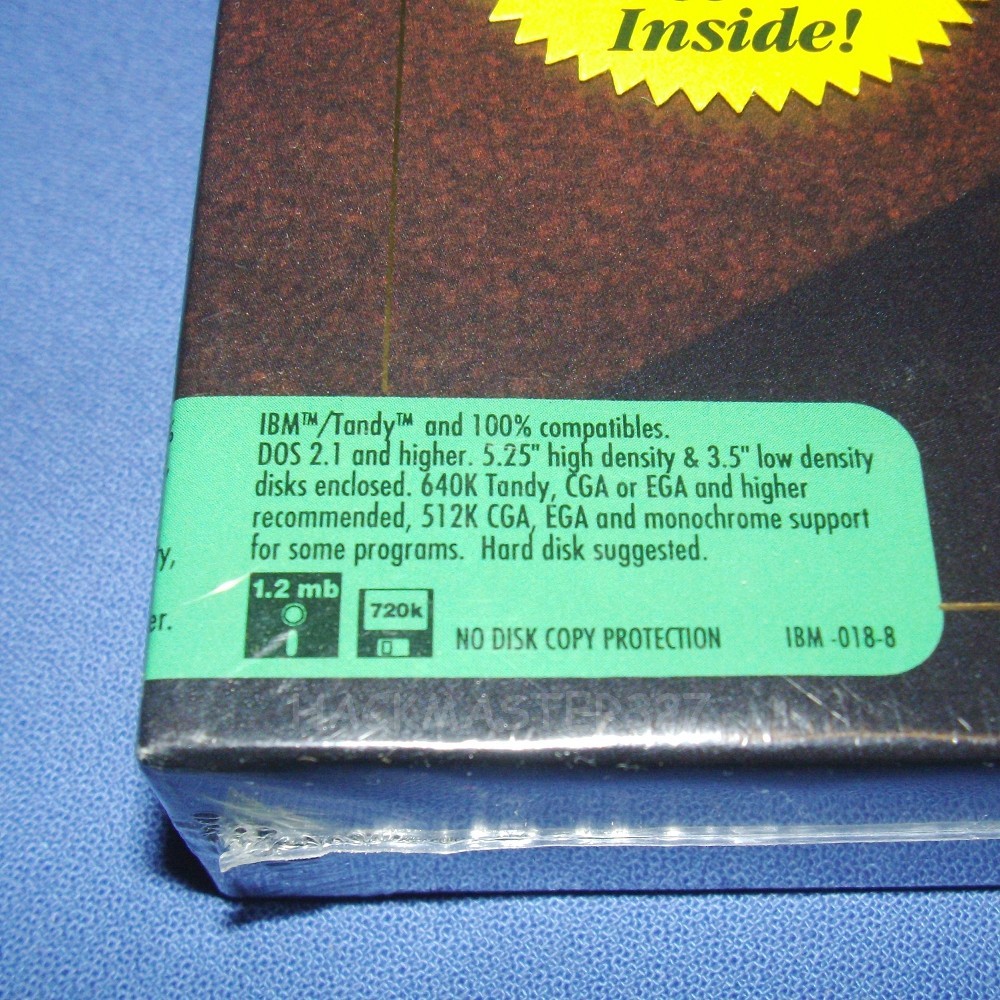 Inside!
IBM™/Tandy™ and 100% compatibles.
DOS 2.1 and higher. 5.25" high density & 3.5" low density
disks enclosed. 640K Tandy, CGA or EGA and higher
recommended, 512K CGA, EGA and monochrome support
for some programs. Hard disk suggested.
y,
er.
1.2 mb
720k
NO DISK COPY PROTECTION
IBM -018-8
HACKMASTER387